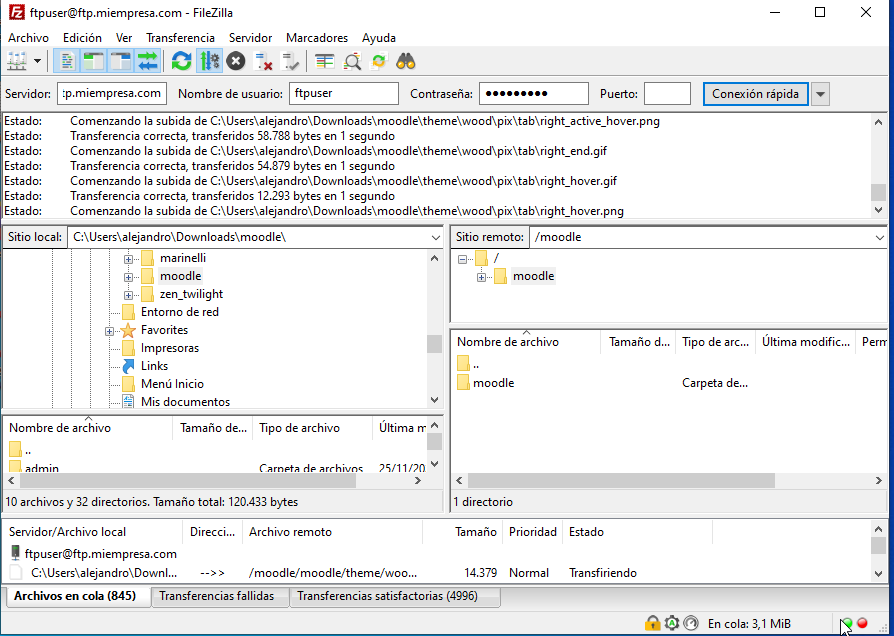 ftpuser@ftp.miempresa.com - FileZilla
Archivo Edición Ver Transferencia Servidor Marcadores Ayuda
Servidor: :p.miempresa.com Nombre de usuario: ftpuser Contraseña: ●●●●●●●●● Puerto: Conexión rápida
Estado: Comenzando la subida de C:\Users\alejandro\Downloads\moodle\theme\wood\pix\tab\right_active_hover.png
Estado: Transferencia correcta, transferidos 58.788 bytes en 1 segundo
Estado: Comenzando la subida de C:\Users\alejandro\Downloads\moodle\theme\wood\pix\tab\right_end.gif
Estado: Transferencia correcta, transferidos 54.879 bytes en 1 segundo
Estado: Comenzando la subida de C:\Users\alejandro\Downloads\moodle\theme\wood\pix\tab\right_hover.gif
Estado: Transferencia correcta, transferidos 12.293 bytes en 1 segundo
Estado: Comenzando la subida de C:\Users\alejandro\Downloads\moodle\theme\wood\pix\tab\right_hover.png
Sitio local: C:\Users\alejandro\Downloads\moodle\
marinelli
moodle
zen_twilight
Entorno de red
Favorites
Impresoras
Links
Menú Inicio
Mis documentos
Nombre de archivo Tamaño de... Tipo de archivo Última m
..
admin Carpeta de archivos 25/11/20
10 archivos y 32 directorios. Tamaño total: 120.433 bytes
Sitio remoto: /moodle
/
moodle
Nombre de archivo Tamaño d... Tipo de arc... Última modific... Perm
..
moodle Carpeta de...
1 directorio
Servidor/Archivo local Direcci... Archivo remoto Tamaño Prioridad Estado
ftpuser@ftp.miempresa.com
C:\Users\alejandro\Downl... -->> /moodle/moodle/theme/woo... 14.379 Normal Transfiriendo
Archivos en cola (845) Transferencias fallidas Transferencias satisfactorias (4996)
En cola: 3,1 MiB